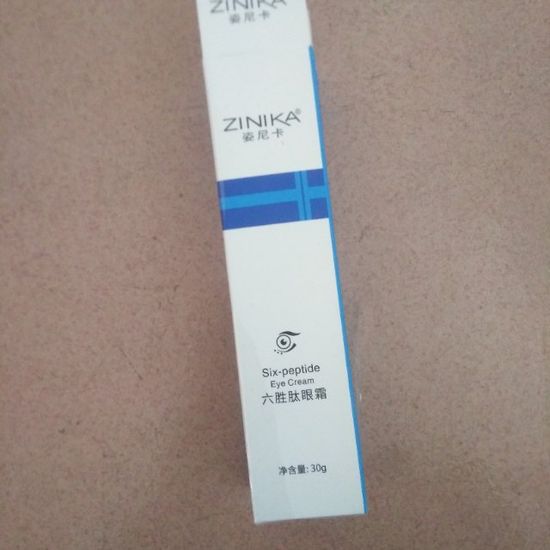 ZINIKA
姿尼卡
ZINIKA®
姿尼卡
Six-peptide
Eye Cream
六胜肽眼霜
净含量: 30g